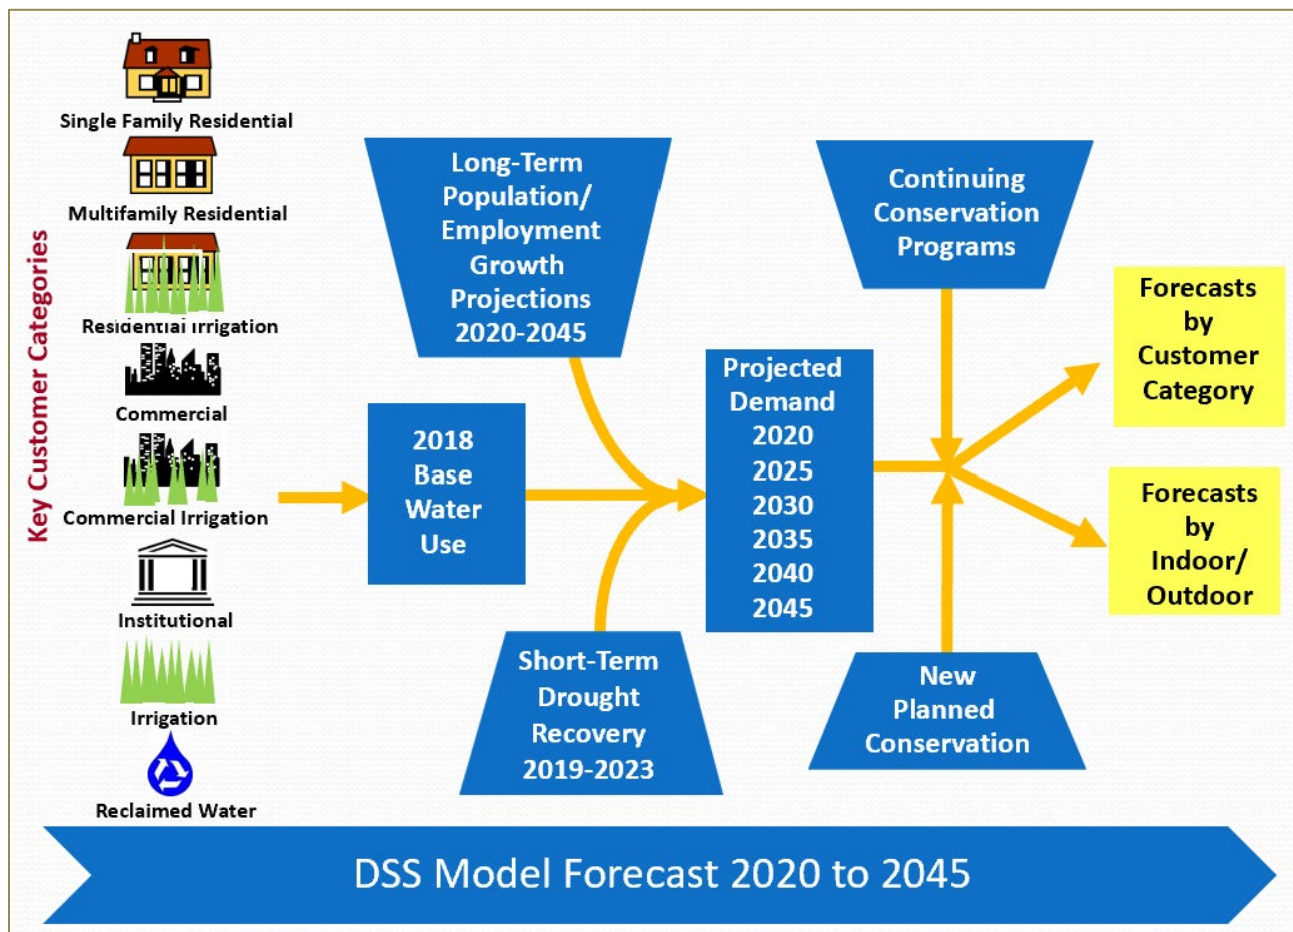 Key Customer Categories
Single Family Residential
Multifamily Residential
Residential Irrigation
Commercial
Commercial Irrigation
Institutional
Irrigation
Reclaimed Water
2018
Base
Water
Use
Long-Term
Population/
Employment
Growth
Projections
2020-2045
Short-Term
Drought
Recovery
2019-2023
Projected
Demand
2020
2025
2030
2035
2040
2045
Continuing
Conservation
Programs
New
Planned
Conservation
Forecasts
by
Customer
Category
Forecasts
by
Indoor/
Outdoor
DSS Model Forecast 2020 to 2045